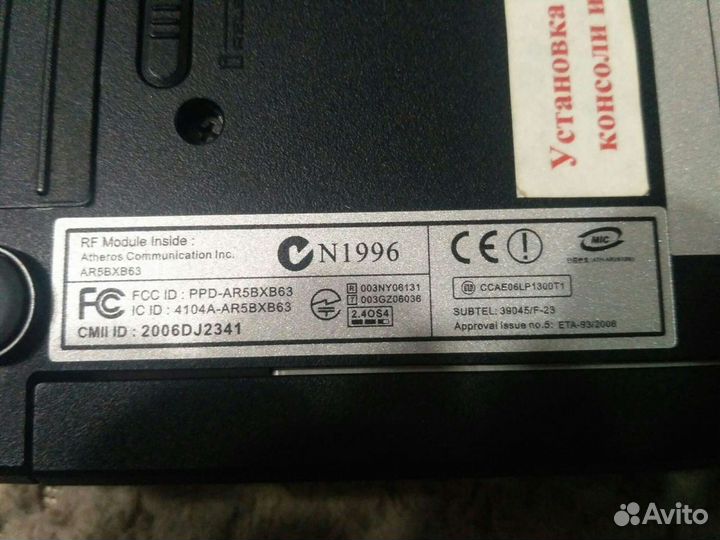 Установка
консоли и
RF Module Inside :
Atheros Communication Inc.
AR5BXB63
N1996
FC
FCC ID : PPD-AR5BXB63
IC ID : 4104A-AR5BXB63
CMII ID : 2006DJ2341
R 003NY06131
T 003GZ06036
2.4OS4
CE
MIC
CCAE06LP1300T1
SUBTEL: 39045/F-23
Approval issue no.5: ETA-93/2006
Avito